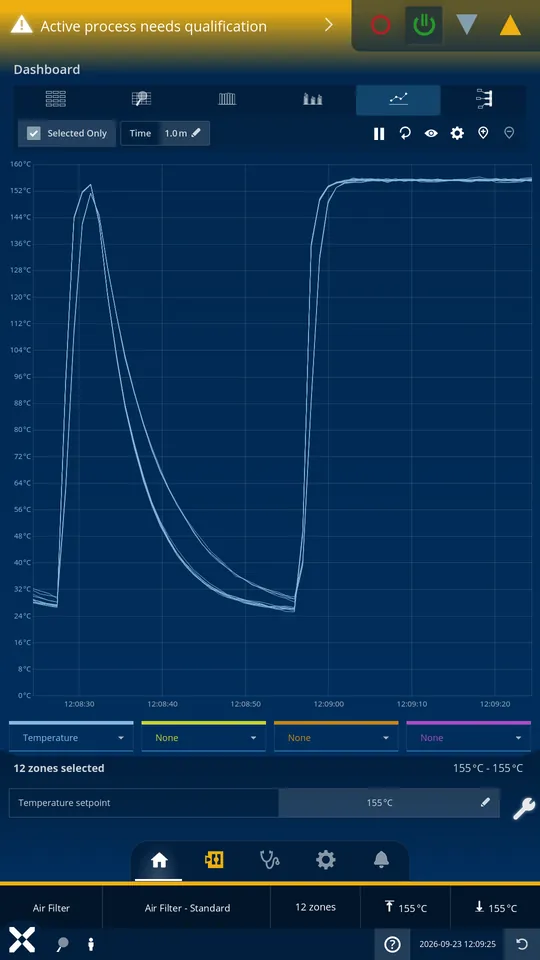 Active process needs qualification
Dashboard
Selected Only
Time 1.0 m
160°C
152°C
144°C
136°C
128°C
120°C
112°C
104°C
96°C
88°C
80°C
72°C
64°C
56°C
48°C
40°C
32°C
24°C
16°C
8°C
0°C
12:08:30 12:08:40 12:08:50 12:09:00 12:09:10 12:09:20
Temperature None None None
12 zones selected 155°C - 155°C
Temperature setpoint 155°C
Air Filter Air Filter - Standard 12 zones 155°C 155°C
2026-09-23 12:09:25